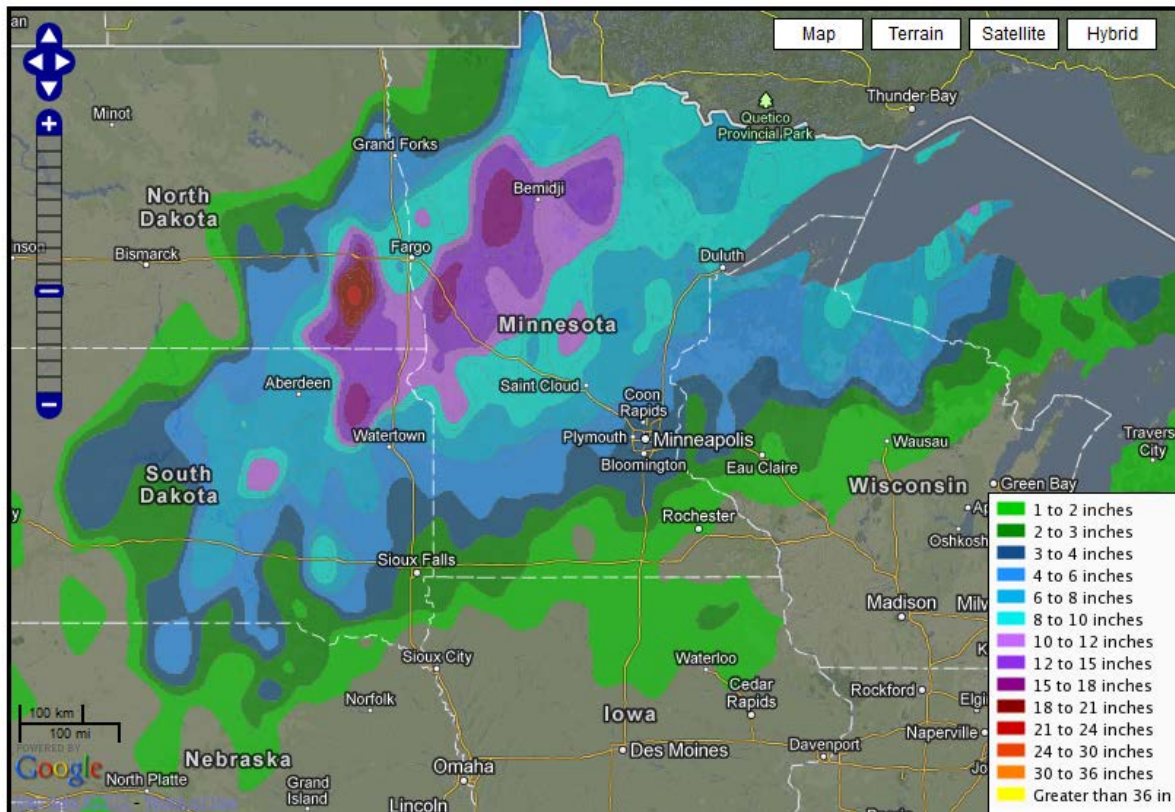 an
Map
Terrain
Satellite
Hybrid
Minot
Thunder Bay
Quetico
Provincial Park
Grand Forks
North
Dakota
Bemidji
Bismarck
Fargo
Duluth
Minnesota
Aberdeen
Saint Cloud
Coon
Rapids
Watertown
Plymouth
Minneapolis
Bloomington
Wausau
Travers
City
Eau Claire
South
Dakota
Wisconsin
Green Bay
Rochester
Sioux Falls
Oshkosh
Madison
Milw
Sioux City
Waterloo
Cedar
Rapids
Rockford
Elgi
Norfolk
Iowa
Naperville
Des Moines
Davenport
Nebraska
Omaha
North Platte
Grand
Island
Lincoln
1 to 2 inches
2 to 3 inches
3 to 4 inches
4 to 6 inches
6 to 8 inches
8 to 10 inches
10 to 12 inches
12 to 15 inches
15 to 18 inches
18 to 21 inches
21 to 24 inches
24 to 30 inches
30 to 36 inches
Greater than 36 in
100 km
100 mi
POWERED BY
Google